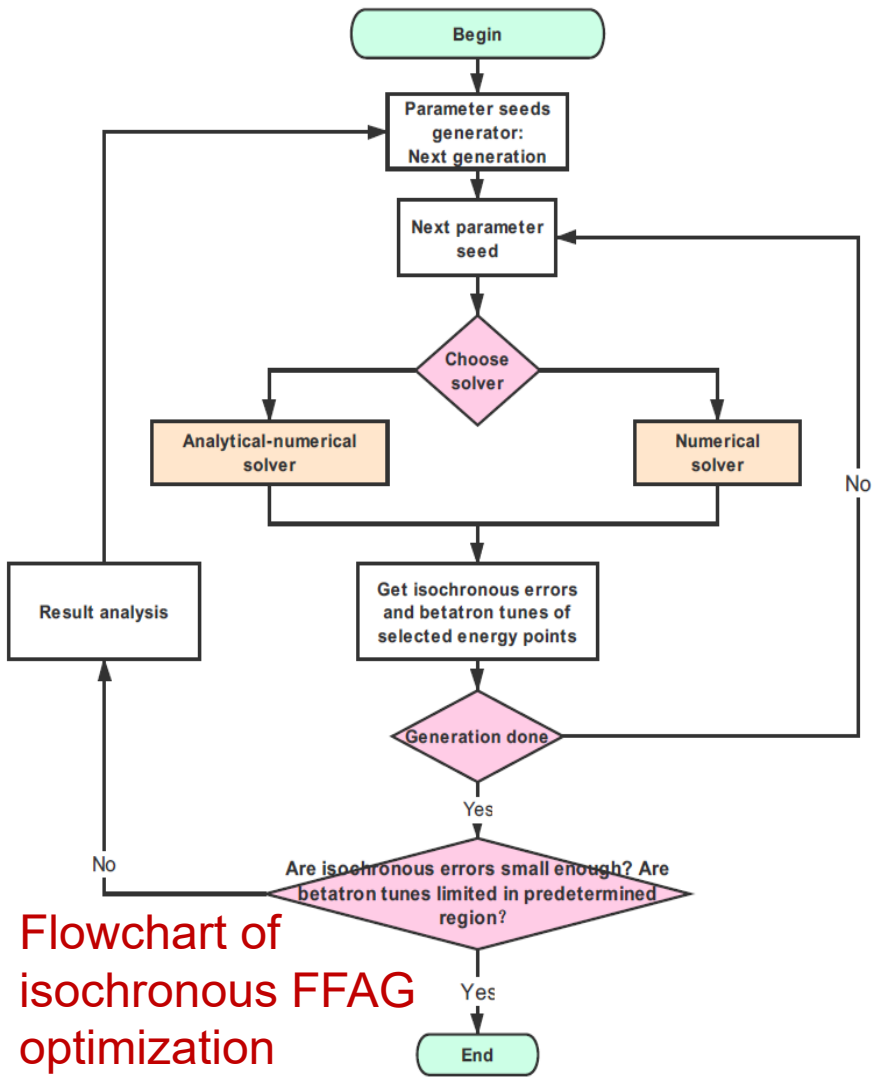 Begin
Parameter seeds
generator:
Next generation
Next parameter
seed
Choose
solver
Analytical-numerical
solver
Numerical
solver
No
Get isochronous errors
and betatron tunes of
selected energy points
Result analysis
Generation done
Yes
No
Are isochronous errors small enough? Are
betatron tunes limited in predetermined
region?
Flowchart of
isochronous FFAG
optimization
Yes
End